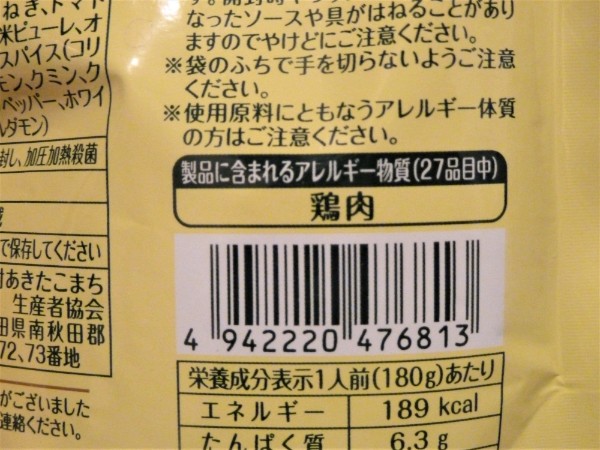 ねぎ、トマト
米ピューレ、オ
スパイス(コリ
モン、クミン、ク
ペッパー、ホワイ
ルダモン)
封し、加圧加熱殺菌
で保存してください
村あきたこまち
生産者協会
田県南秋田郡
72、73番地
がございました
連絡ください。
なったソースや具がはねることがあり
ますのでやけどにご注意ください。
※袋のふちで手を切らないようご注意
ください。
※使用原料にともなうアレルギー体質
の方はご注意ください。
製品に含まれるアレルギー物質(27品目中)
鶏肉
4 942220 476813
栄養成分表示1人前(180g)あたり
エネルギー 189 kcal
たんぱく質 6.3 g